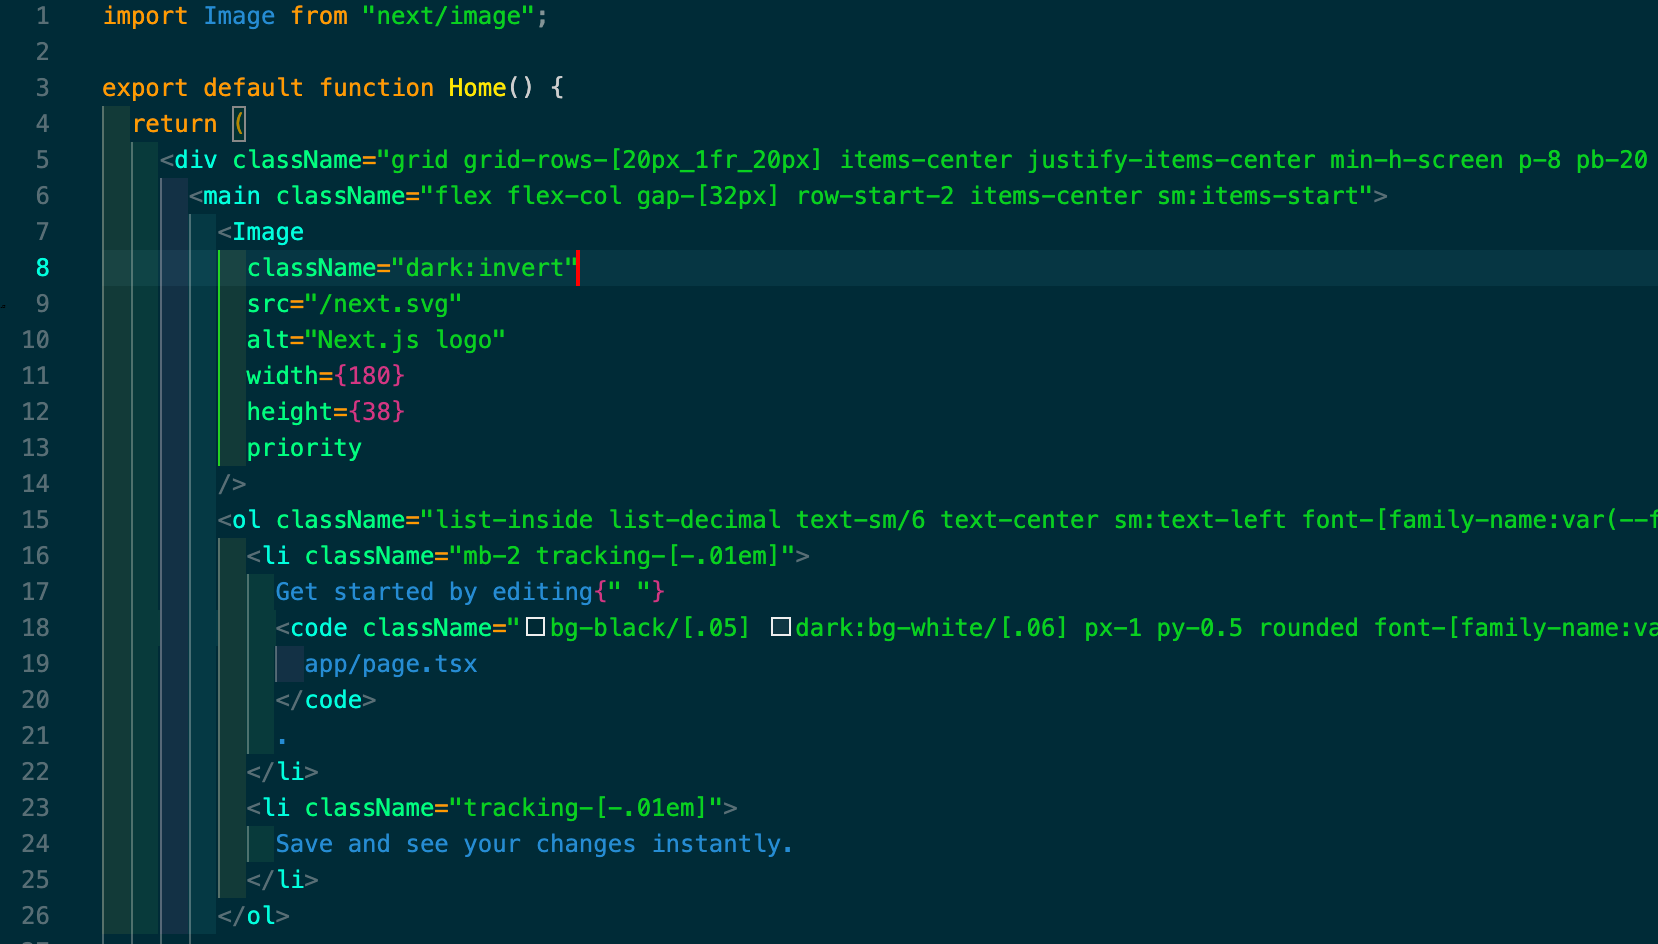 1 import Image from "next/image";
2
3 export default function Home() {
4 return (
5 <div className="grid grid-rows-[20px_1fr_20px] items-center justify-items-center min-h-screen p-8 pb-20
6 <main className="flex flex-col gap-[32px] row-start-2 items-center sm:items-start">
7 <Image
8 className="dark:invert"
9 src="/next.svg"
10 alt="Next.js logo"
11 width={180}
12 height={38}
13 priority
14 />
15 <ol className="list-inside list-decimal text-sm/6 text-center sm:text-left font-[family-name:var(--f
16 <li className="mb-2 tracking-[-.01em]">
17 Get started by editing{" "}
18 <code className="bg-black/[.05] dark:bg-white/[.06] px-1 py-0.5 rounded font-[family-name:va
19 app/page.tsx
20 </code>
21 .
22 </li>
23 <li className="tracking-[-.01em]">
24 Save and see your changes instantly.
25 </li>
26 </ol>